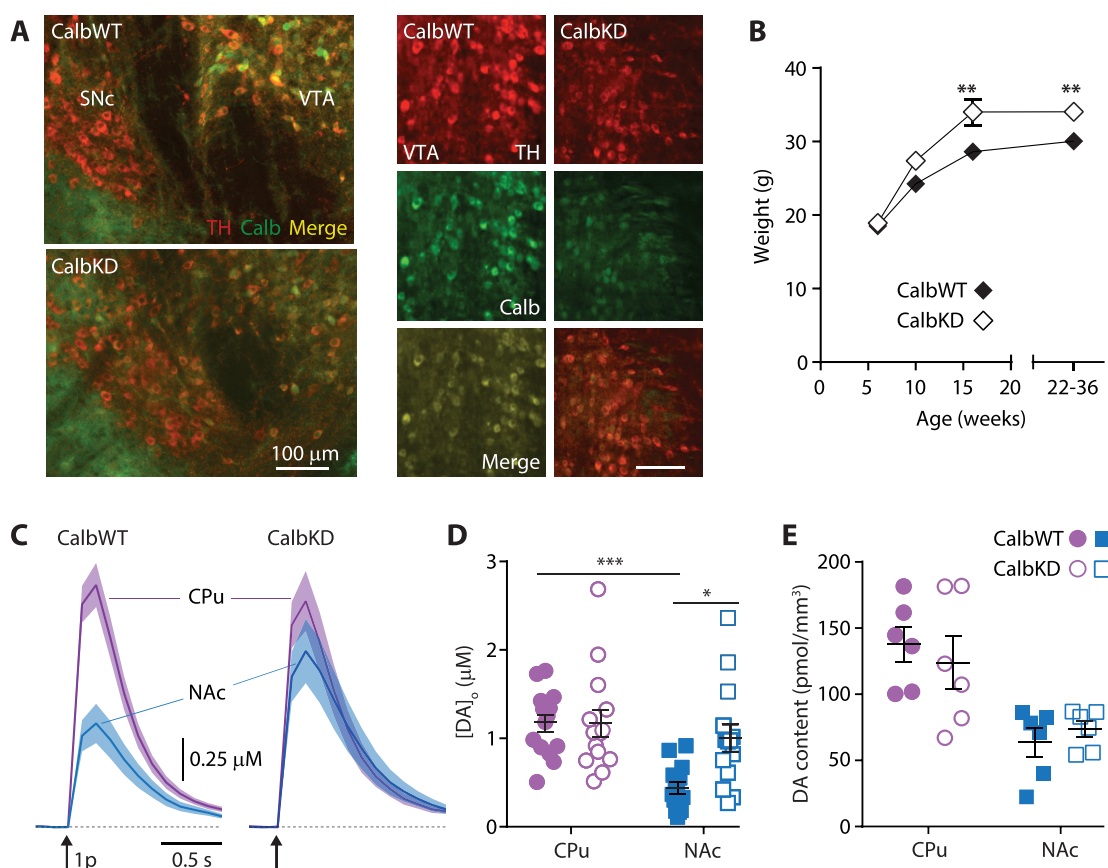 A
CalbWT
SNc
VTA
TH Calb Merge
CalbKD
100 μm
CalbWT
CalbKD
VTA
TH
Calb
Merge
B
40
30
20
10
0
Weight (g)
**
**
CalbWT
CalbKD
0
10
15
20
22-36
Age (weeks)
C
CalbWT
CalbKD
CPu
NAc
0.25 μM
1p
0.5 s
D
3
2
1
0
[DA]o (μM)
***
*
CPu
NAc
E
CalbWT
CalbKD
200
150
100
50
0
DA content (pmol/mm³)
CPu
NAc